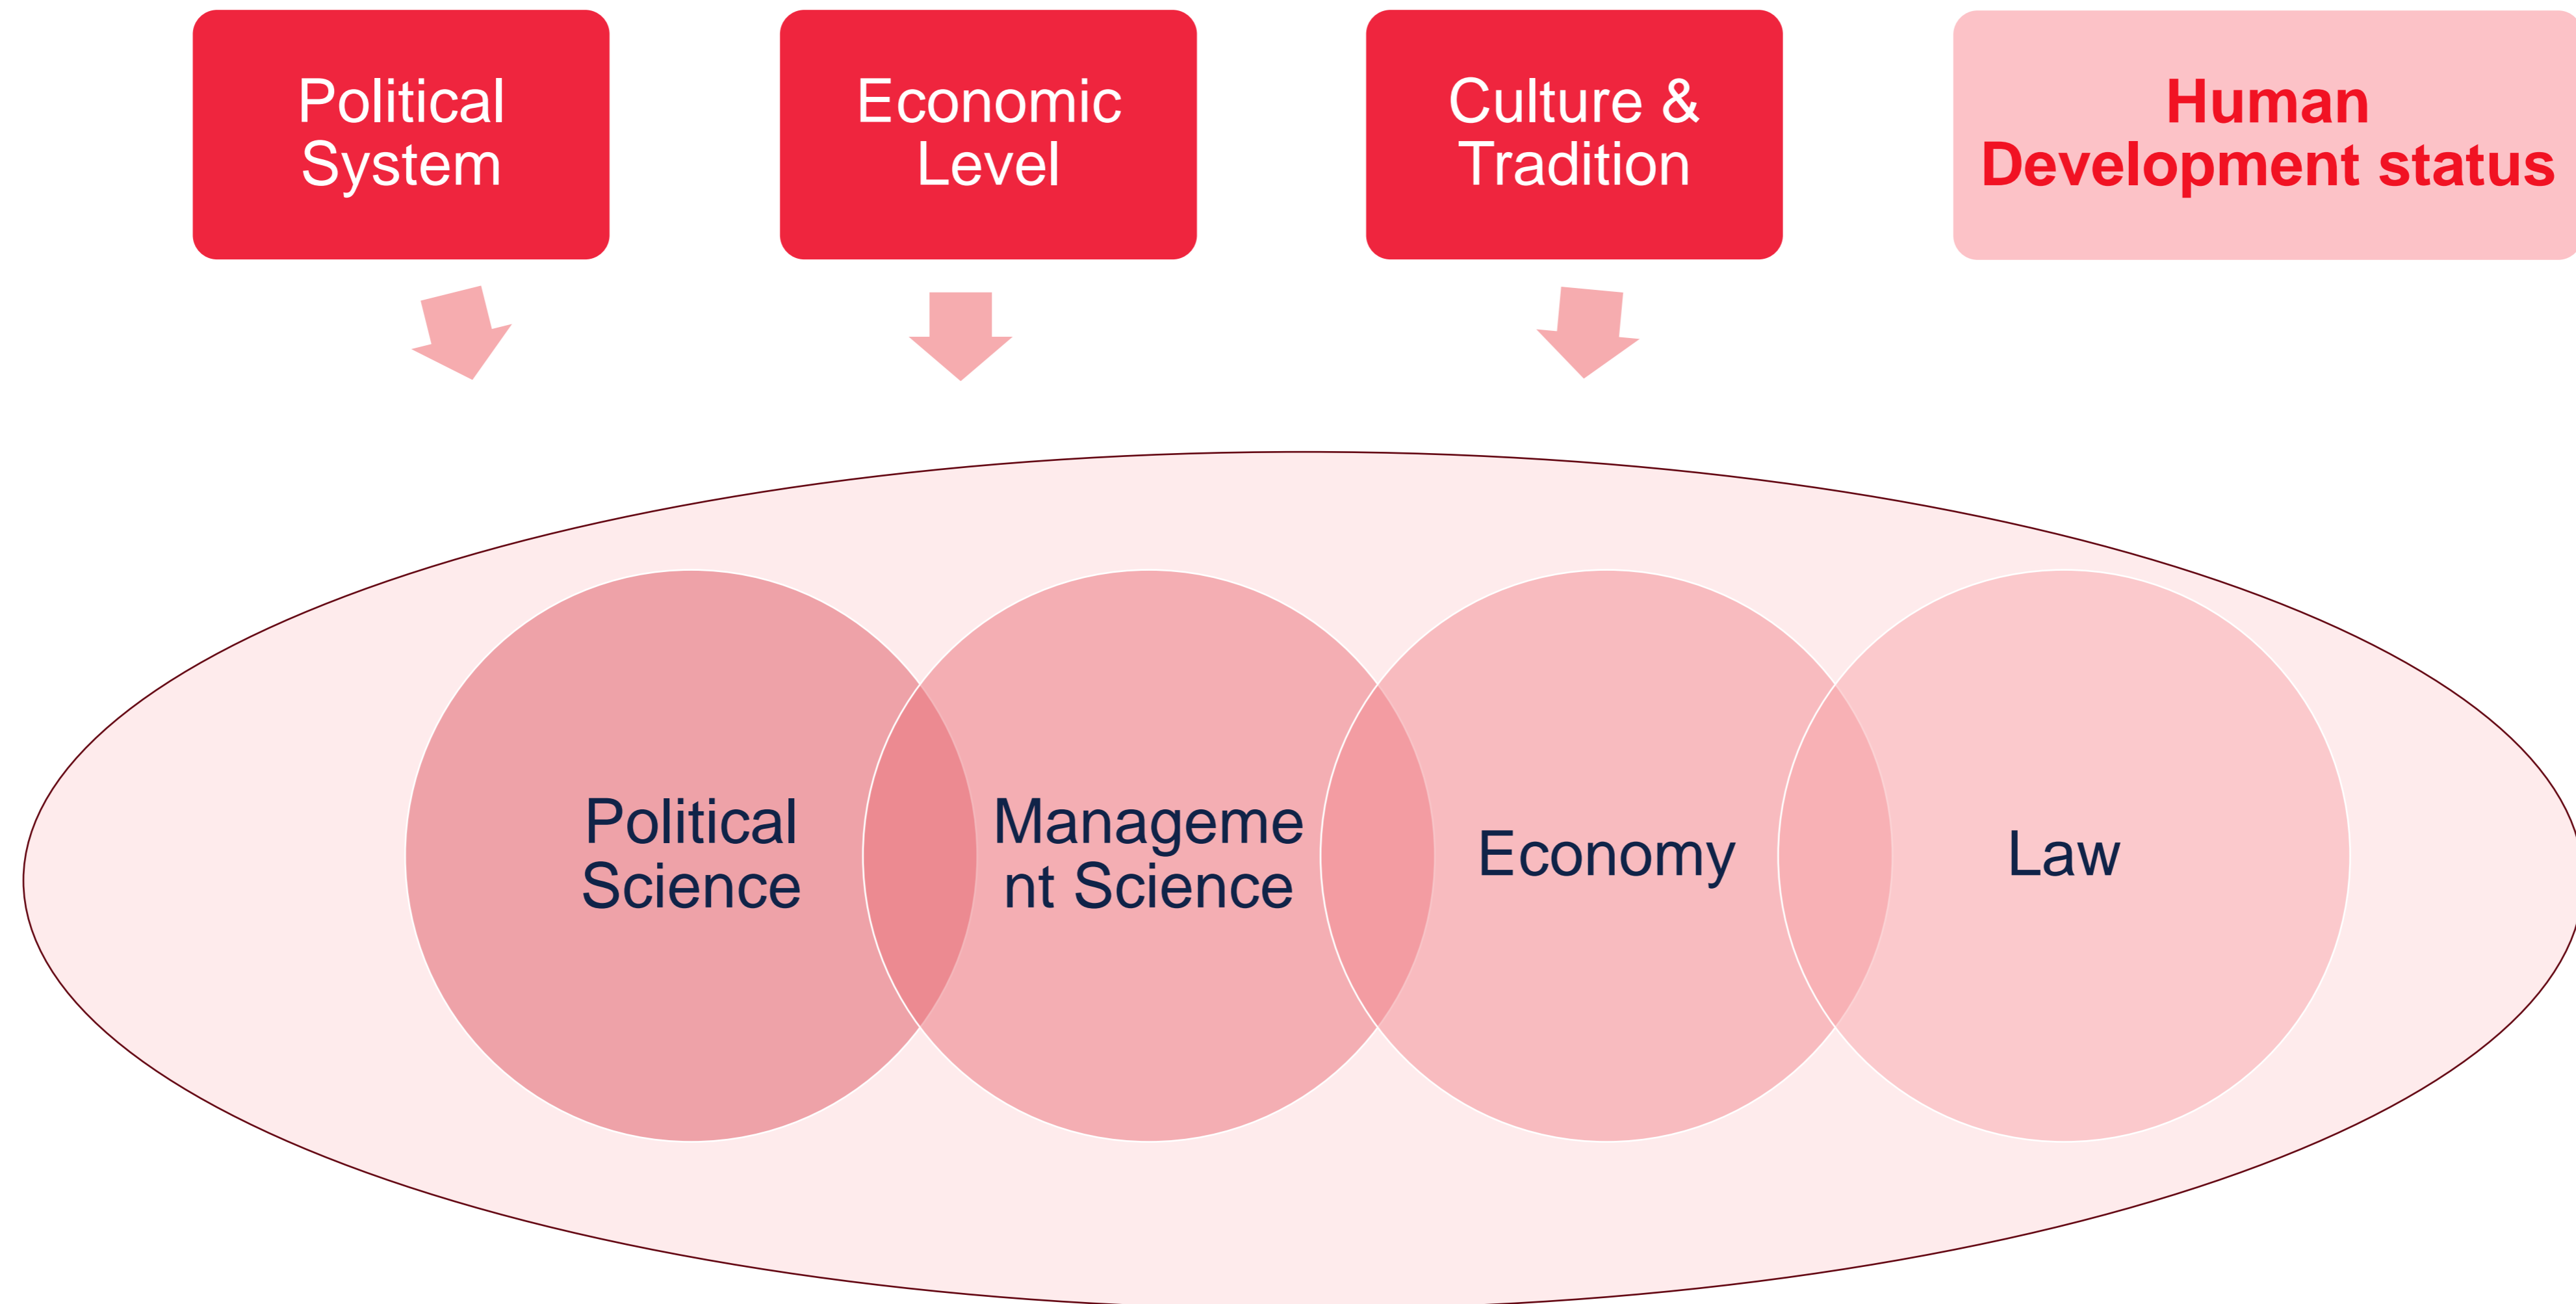 Political
System
Economic
Level
Culture &
Tradition
Human
Development status
Political
Science
Manageme
nt Science
Economy
Law